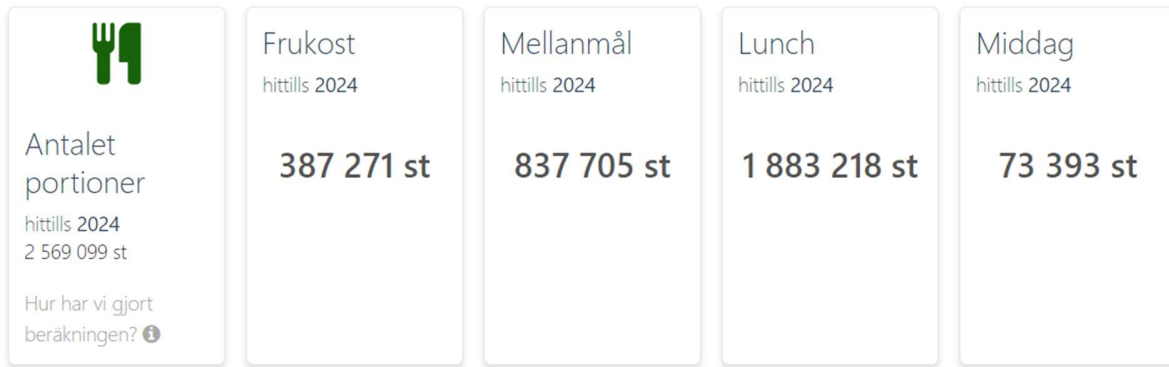 Antalet
portioner
hittills 2024
2 569 099 st
Hur har vi gjort
beräkningen?
Frukost
hittills 2024
387 271 st
Mellanmål
hittills 2024
837 705 st
Lunch
hittills 2024
1 883 218 st
Middag
hittills 2024
73 393 st